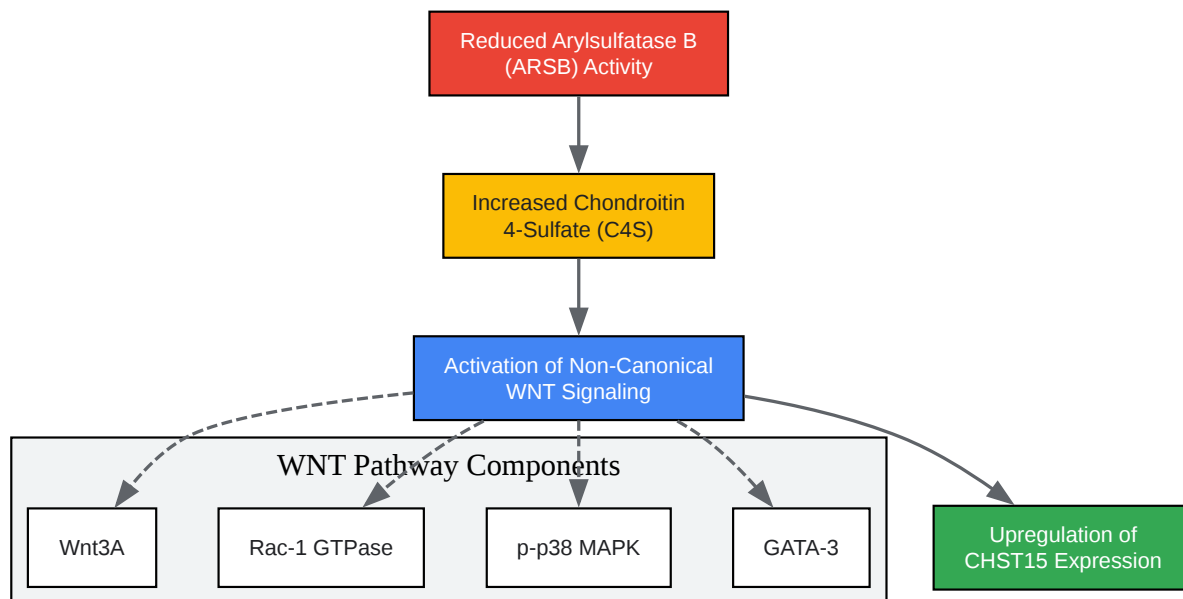 Reduced Arylsulfatase B
(ARSB) Activity
Increased Chondroitin
4-Sulfate (C4S)
Activation of Non-Canonical
WNT Signaling
WNT Pathway Components
Wnt3A
Rac-1 GTPase
p-p38 MAPK
GATA-3
Upregulation of
CHST15 Expression